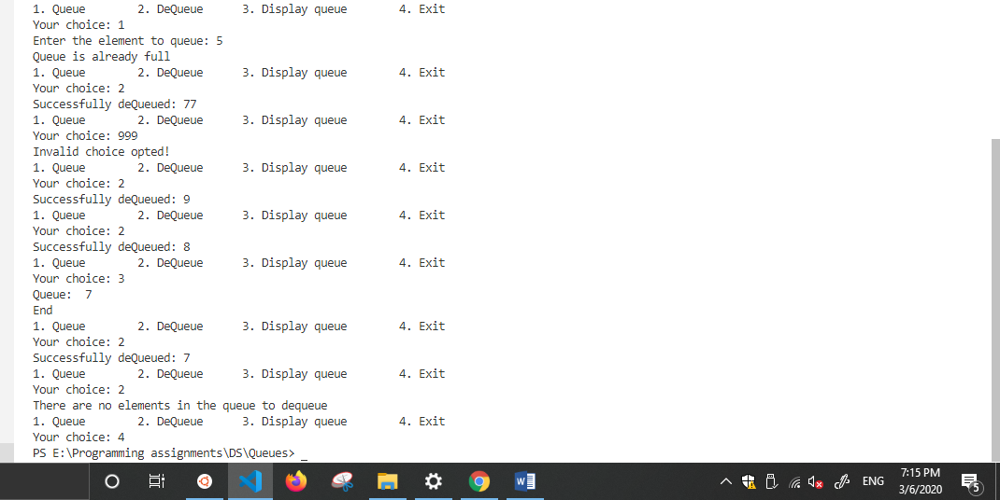 1. Queue        2. DeQueue      3. Display queue        4. Exit
Your choice: 1
Enter the element to queue: 5
Queue is already full
1. Queue        2. DeQueue      3. Display queue        4. Exit
Your choice: 2
Successfully deQueued: 77
1. Queue        2. DeQueue      3. Display queue        4. Exit
Your choice: 999
Invalid choice opted!
1. Queue        2. DeQueue      3. Display queue        4. Exit
Your choice: 2
Successfully deQueued: 9
1. Queue        2. DeQueue      3. Display queue        4. Exit
Your choice: 2
Successfully deQueued: 8
1. Queue        2. DeQueue      3. Display queue        4. Exit
Your choice: 3
Queue:  7
End
1. Queue        2. DeQueue      3. Display queue        4. Exit
Your choice: 2
Successfully deQueued: 7
1. Queue        2. DeQueue      3. Display queue        4. Exit
Your choice: 2
There are no elements in the queue to dequeue
1. Queue        2. DeQueue      3. Display queue        4. Exit
Your choice: 4
PS E:\Programming assignments\DS\Queues> _
W ENG 7:15 PM
3/6/2020 5